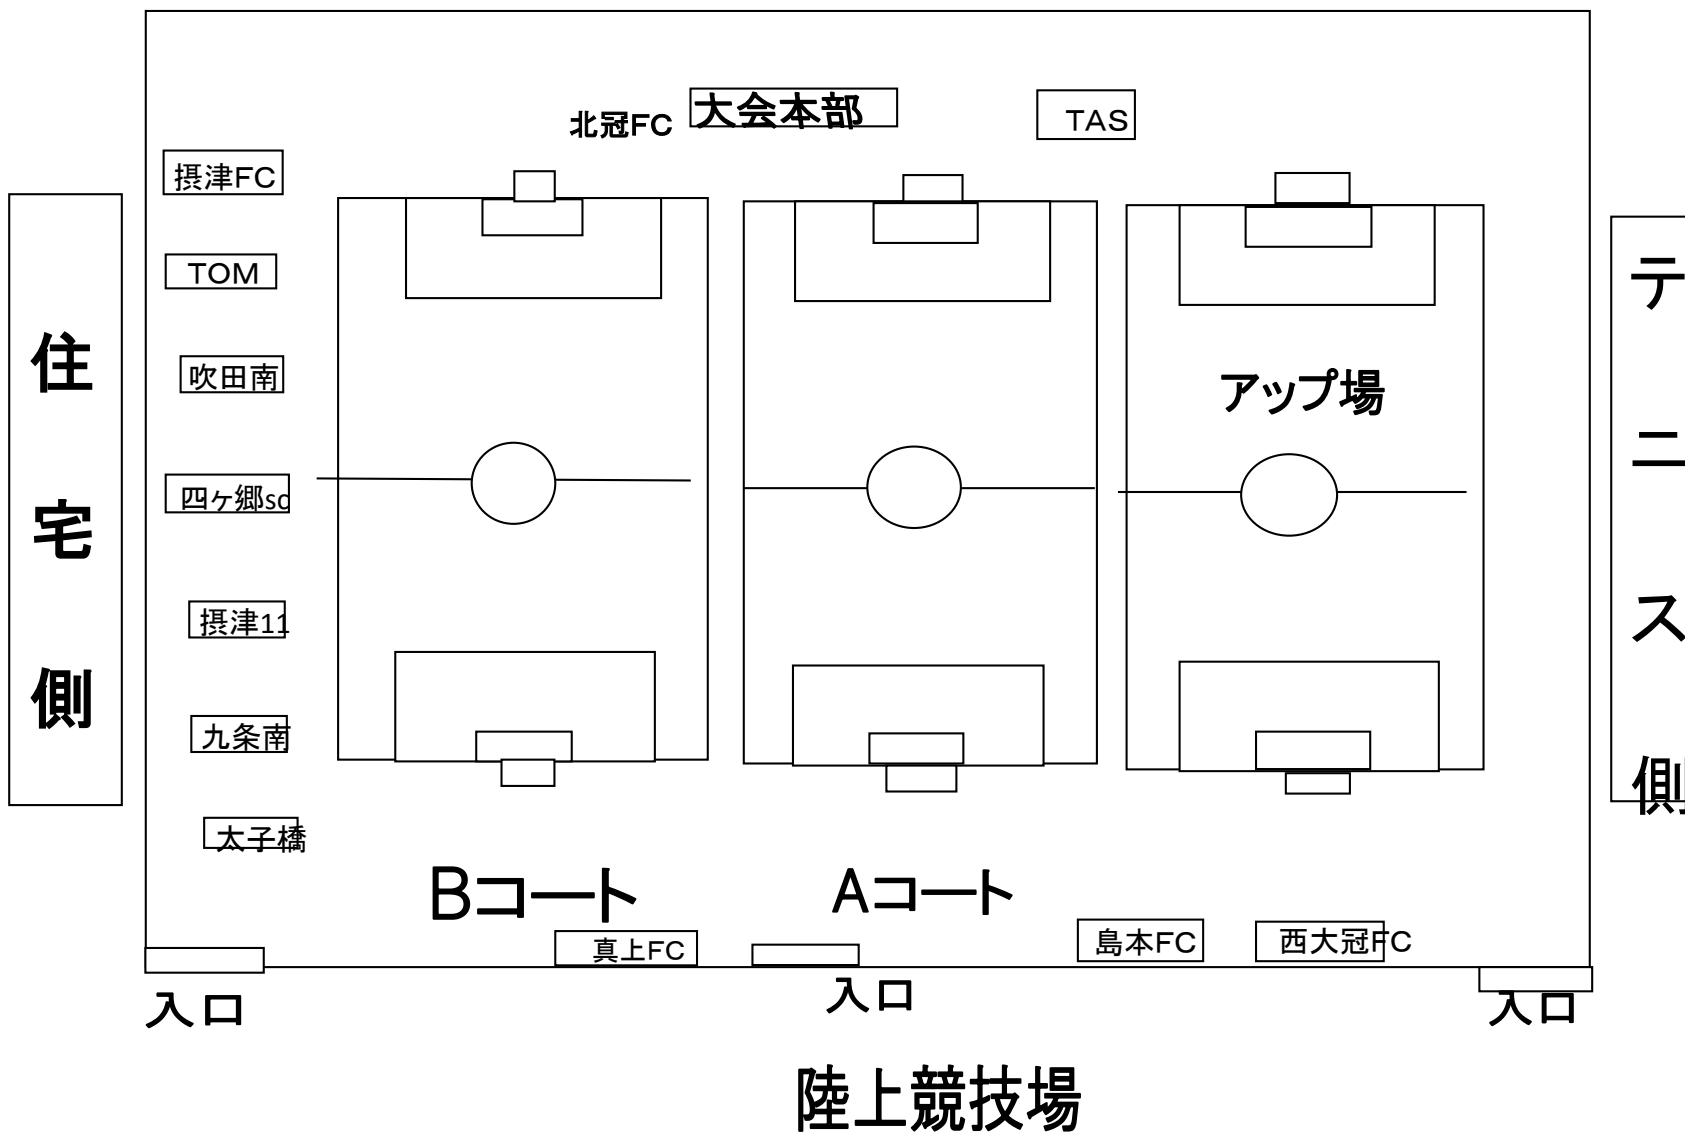 北冠FC
大会本部
TAS
摂津FC
TOM
吹田南
四ヶ郷sc
摂津11
九条南
太子橋
住宅側
テニス側
アップ場
Bコート
Aコート
真上FC
島本FC
西大冠FC
入口
入口
入口
陸上競技場